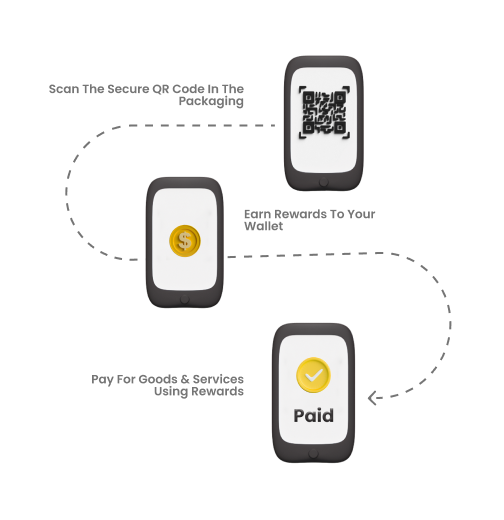 Scan The Secure QR Code In The
Packaging
Earn Rewards To Your
Wallet
Pay For Goods & Services
Using Rewards
Paid